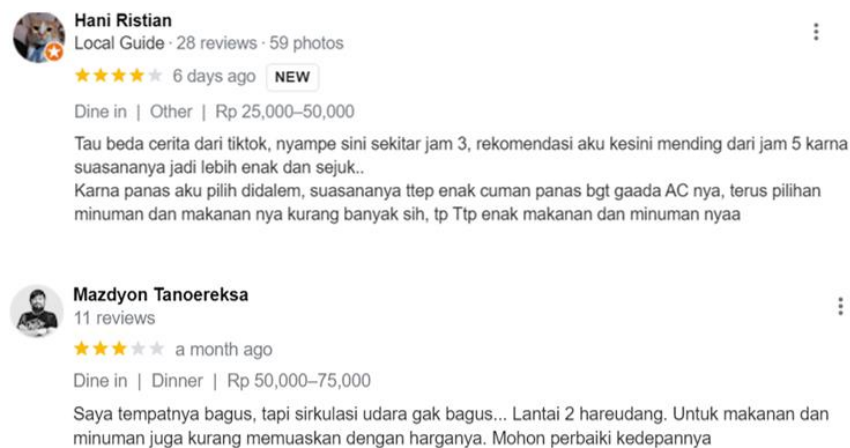 Hani Ristian
Local Guide · 28 reviews · 59 photos
6 days ago NEW
Dine in | Other | Rp 25,000–50,000
Tau beda cerita dari tiktok, nyampe sini sekitar jam 3, rekomendasi aku kesini mending dari jam 5 karna
suasananya jadi lebih enak dan sejuk..
Karna panas aku pilih didalem, suasananya ttep enak cuman panas bgt gaada AC nya, terus pilihan
minuman dan makanan nya kurang banyak sih, tp Ttp enak makanan dan minuman nyaa
Mazdyon Tanoereksa
11 reviews
a month ago
Dine in | Dinner | Rp 50,000–75,000
Saya tempatnya bagus, tapi sirkulasi udara gak bagus... Lantai 2 hareudang. Untuk makanan dan
minuman juga kurang memuaskan dengan harganya. Mohon perbaiki kedepannya